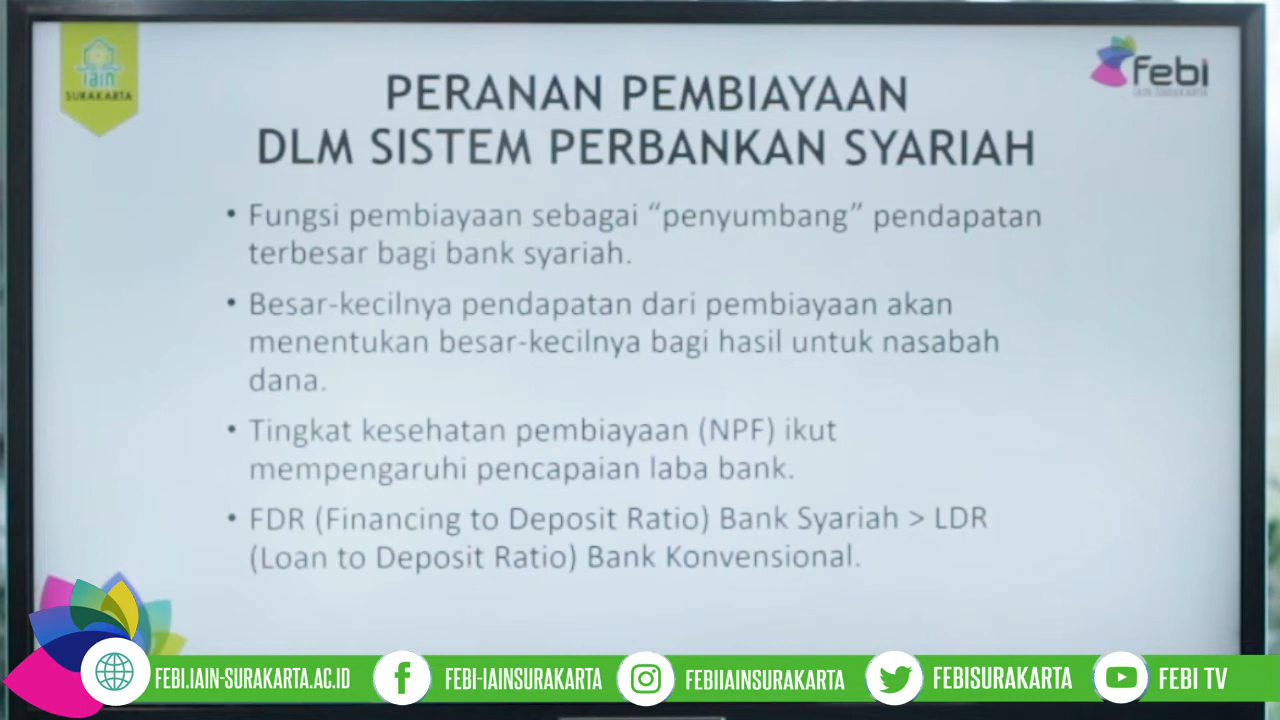 iain
SURAKARTA
febi
IAIN SURAKARTA
PERANAN PEMBIAYAAN
DLM SISTEM PERBANKAN SYARIAH
• Fungsi pembiayaan sebagai “penyumbang” pendapatan
terbesar bagi bank syariah.
• Besar-kecilnya pendapatan dari pembiayaan akan
menentukan besar-kecilnya bagi hasil untuk nasabah
dana.
• Tingkat kesehatan pembiayaan (NPF) ikut
mempengaruhi pencapaian laba bank.
• FDR (Financing to Deposit Ratio) Bank Syariah > LDR
(Loan to Deposit Ratio) Bank Konvensional.
FEBI.IAIN-SURAKARTA.AC.ID FEBI-IAINSURAKARTA FEBIIAINSURAKARTA FEBISURAKARTA FEBI TV